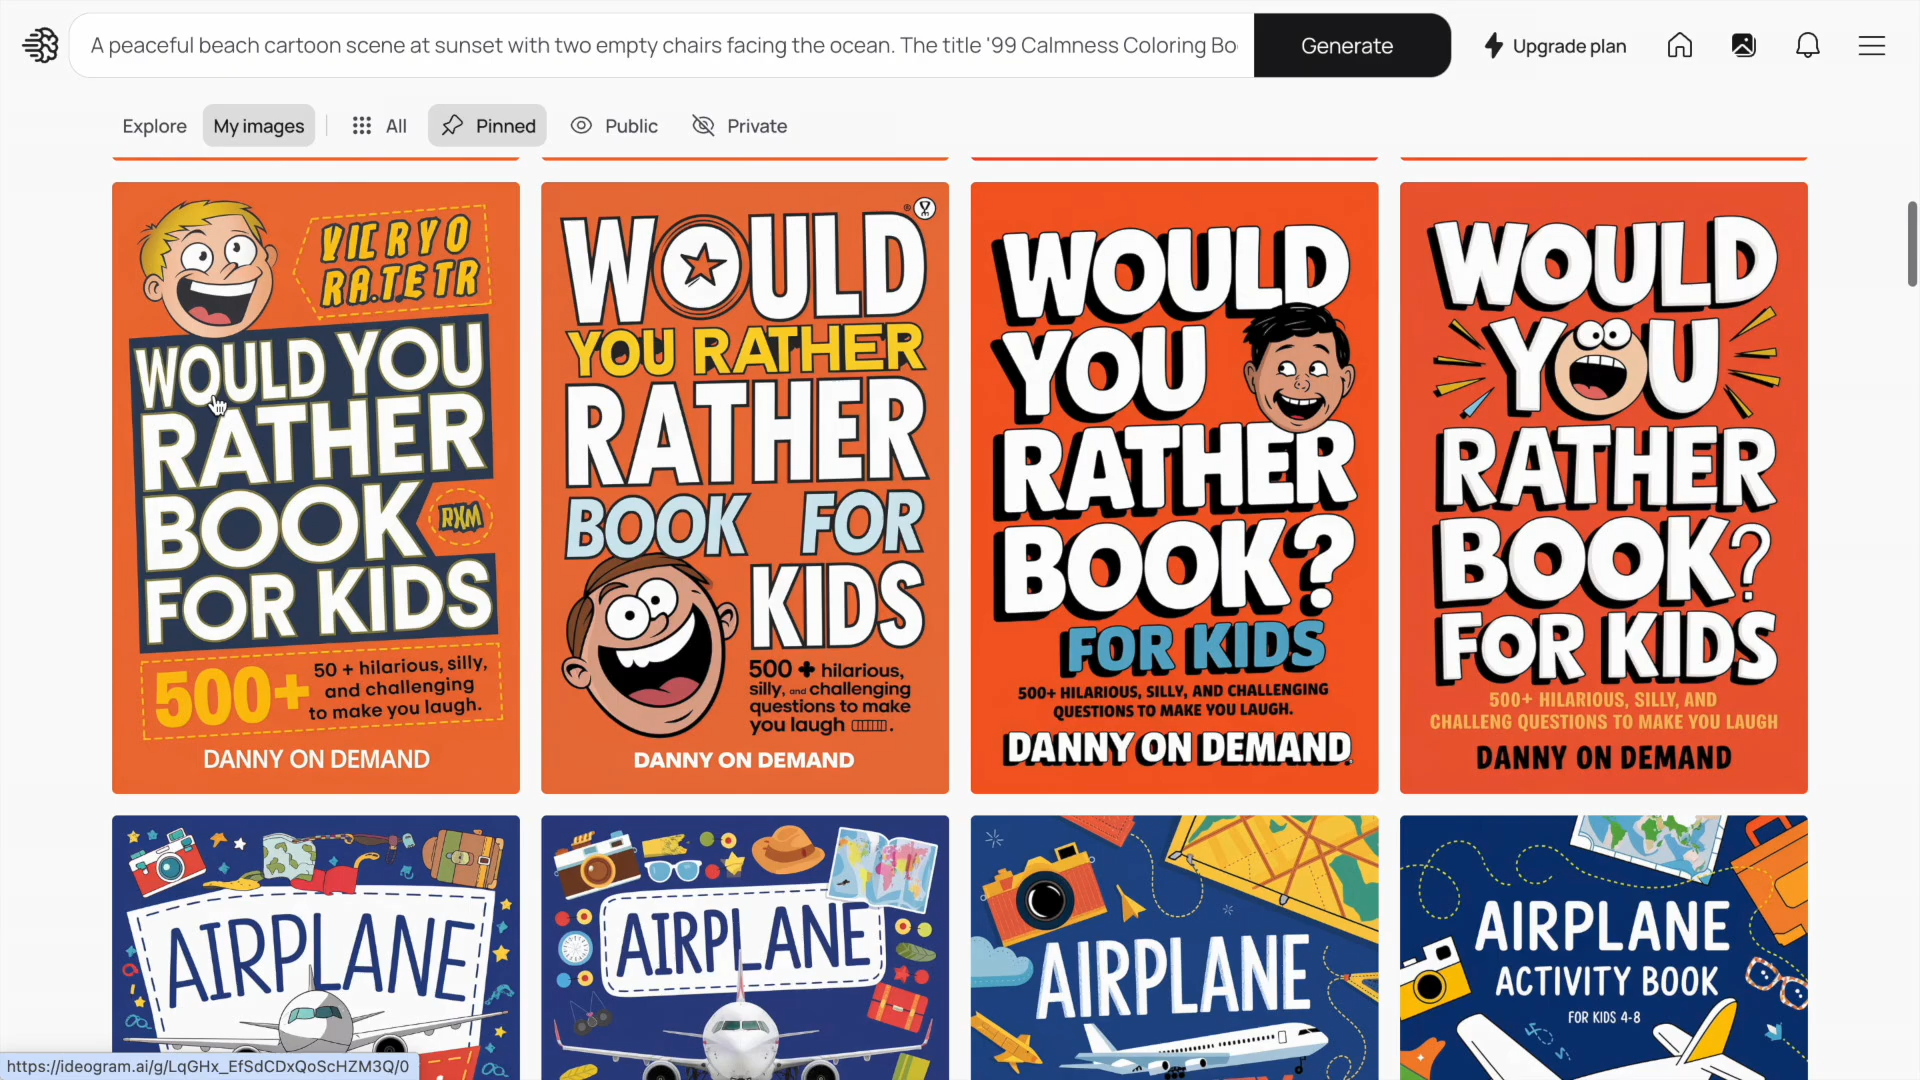 A peaceful beach cartoon scene at sunset with two empty chairs facing the ocean. The title '99 Calmness Coloring Bo
Generate
Upgrade plan
Explore
My images
All
Pinned
Public
Private
VIC RYO
RA.TE TR
WOULD YOU
RATHER
BOOK
RXM
FOR KIDS
500+
50 + hilarious, silly,
and challenging
to make you laugh.
DANNY ON DEMAND
WOULD
YOU RATHER
RATHER
BOOK FOR
KIDS
500 + hilarious,
silly, and challenging
questions to make
you laugh
DANNY ON DEMAND
WOULD
YOU
RATHER
BOOK?
FOR KIDS
500+ HILARIOUS, SILLY, AND CHALLENGING
QUESTIONS TO MAKE YOU LAUGH.
DANNY ON DEMAND
WOULD
YOU
RATHER
BOOK?
FOR KIDS
500+ HILARIOUS, SILLY, AND
CHALLENG QUESTIONS TO MAKE YOU LAUGH
DANNY ON DEMAND
AIRPLANE
AIRPLANE
AIRPLANE
AIRPLANE
ACTIVITY BOOK
FOR KIDS 4-8
https://ideogram.ai/g/LqGHx_EfSdCDxQoScHZM3Q/0